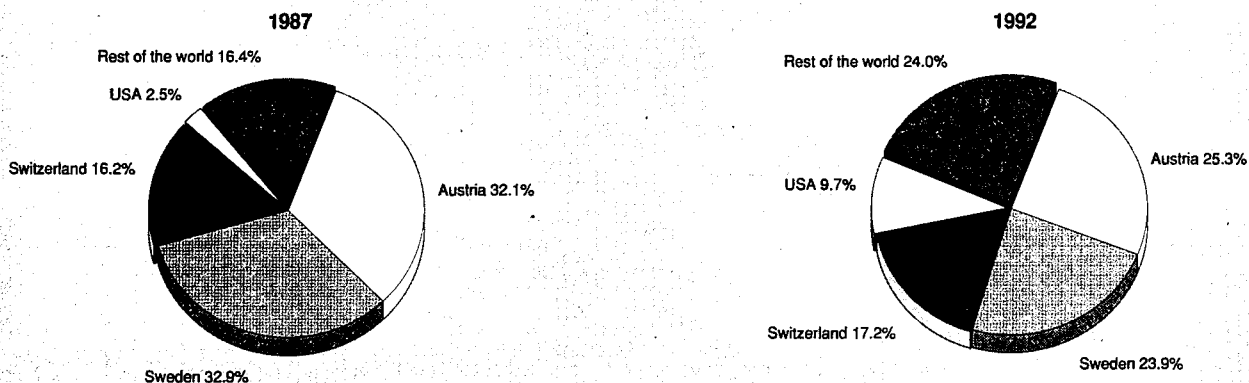 1987
Rest of the world 16.4%
USA 2.5%
Switzerland 16.2%
Austria 32.1%
Sweden 32.9%
1992
Rest of the world 24.0%
Austria 25.3%
USA 9.7%
Switzerland 17.2%
Sweden 23.9%